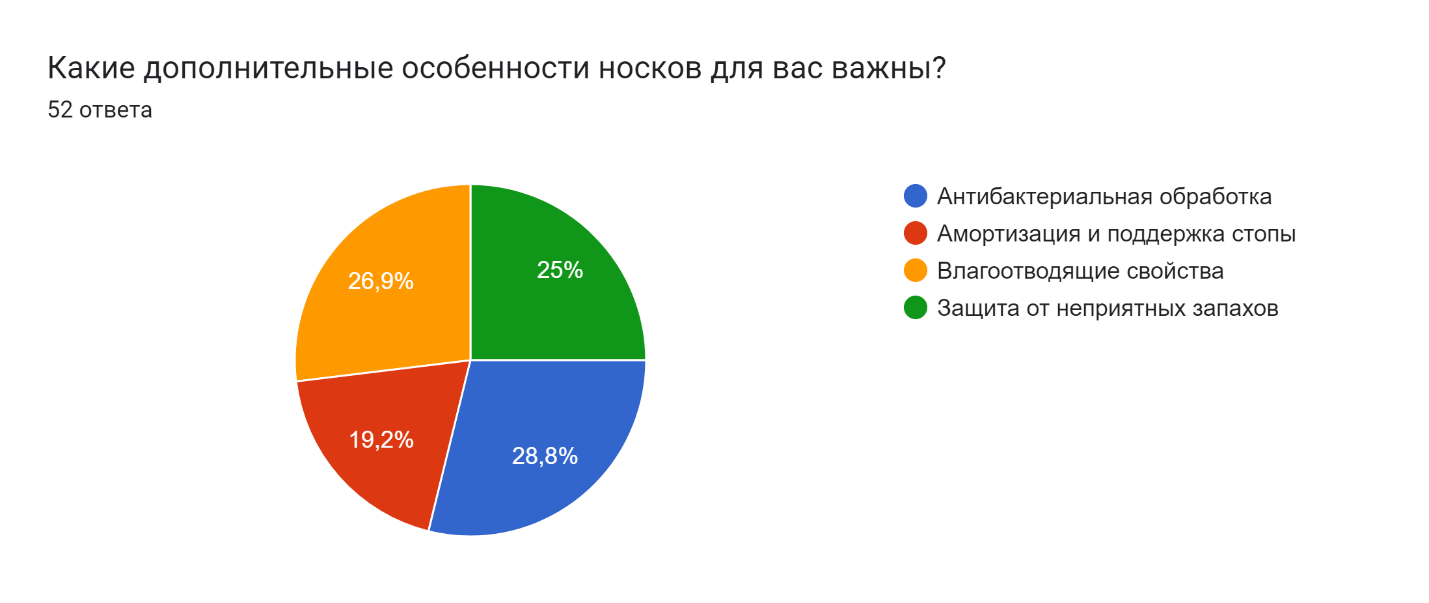 Какие дополнительные особенности носков для вас важны?
52 ответа
Антибактериальная обработка
Амортизация и поддержка стопы
Влагоотводящие свойства
Защита от неприятных запахов
26,9%
25%
19,2%
28,8%